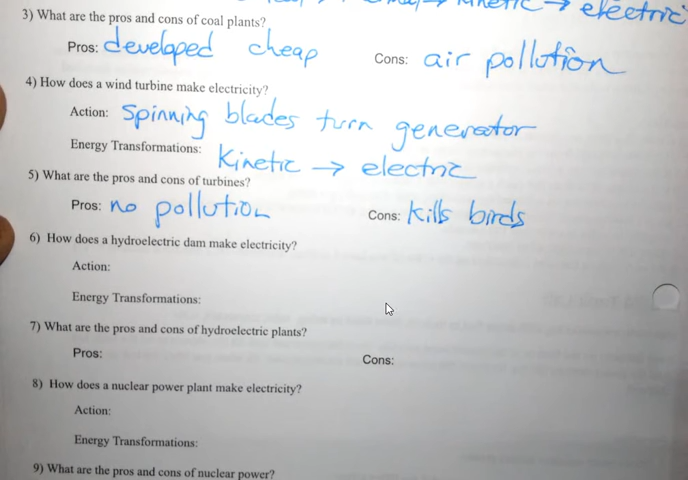 kinetic → electric
3) What are the pros and cons of coal plants?
Pros: developed cheap Cons: air pollution
4) How does a wind turbine make electricity?
Action: Spinning blades turn generator
Energy Transformations: Kinetic → electric
5) What are the pros and cons of turbines?
Pros: no pollution Cons: Kills birds
6) How does a hydroelectric dam make electricity?
Action:
Energy Transformations:
7) What are the pros and cons of hydroelectric plants?
Pros: Cons:
8) How does a nuclear power plant make electricity?
Action:
Energy Transformations:
9) What are the pros and cons of nuclear power?